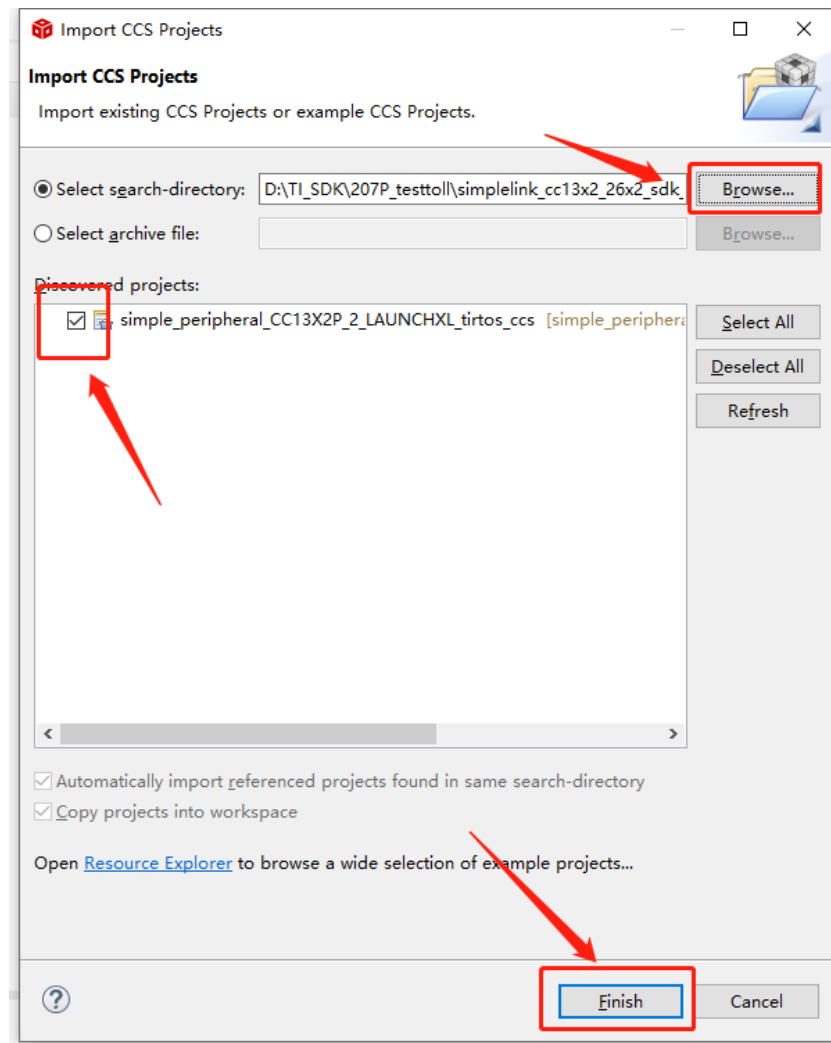 Import CCS Projects
Import CCS Projects
Import existing CCS Projects or example CCS Projects.
Select search-directory: D:\TI_SDK\207P_testtoll\simplelink_cc13x2_26x2_sdk_ Browse...
Select archive file: Browse...
Discovered projects:
simple_peripheral_CC13X2P_2_LAUNCHXL_tirtos_ccs [simple_periphera Select All
Deselect All
Refresh
Automatically import referenced projects found in same search-directory
Copy projects into workspace
Open Resource Explorer to browse a wide selection of example projects...
? Finish Cancel